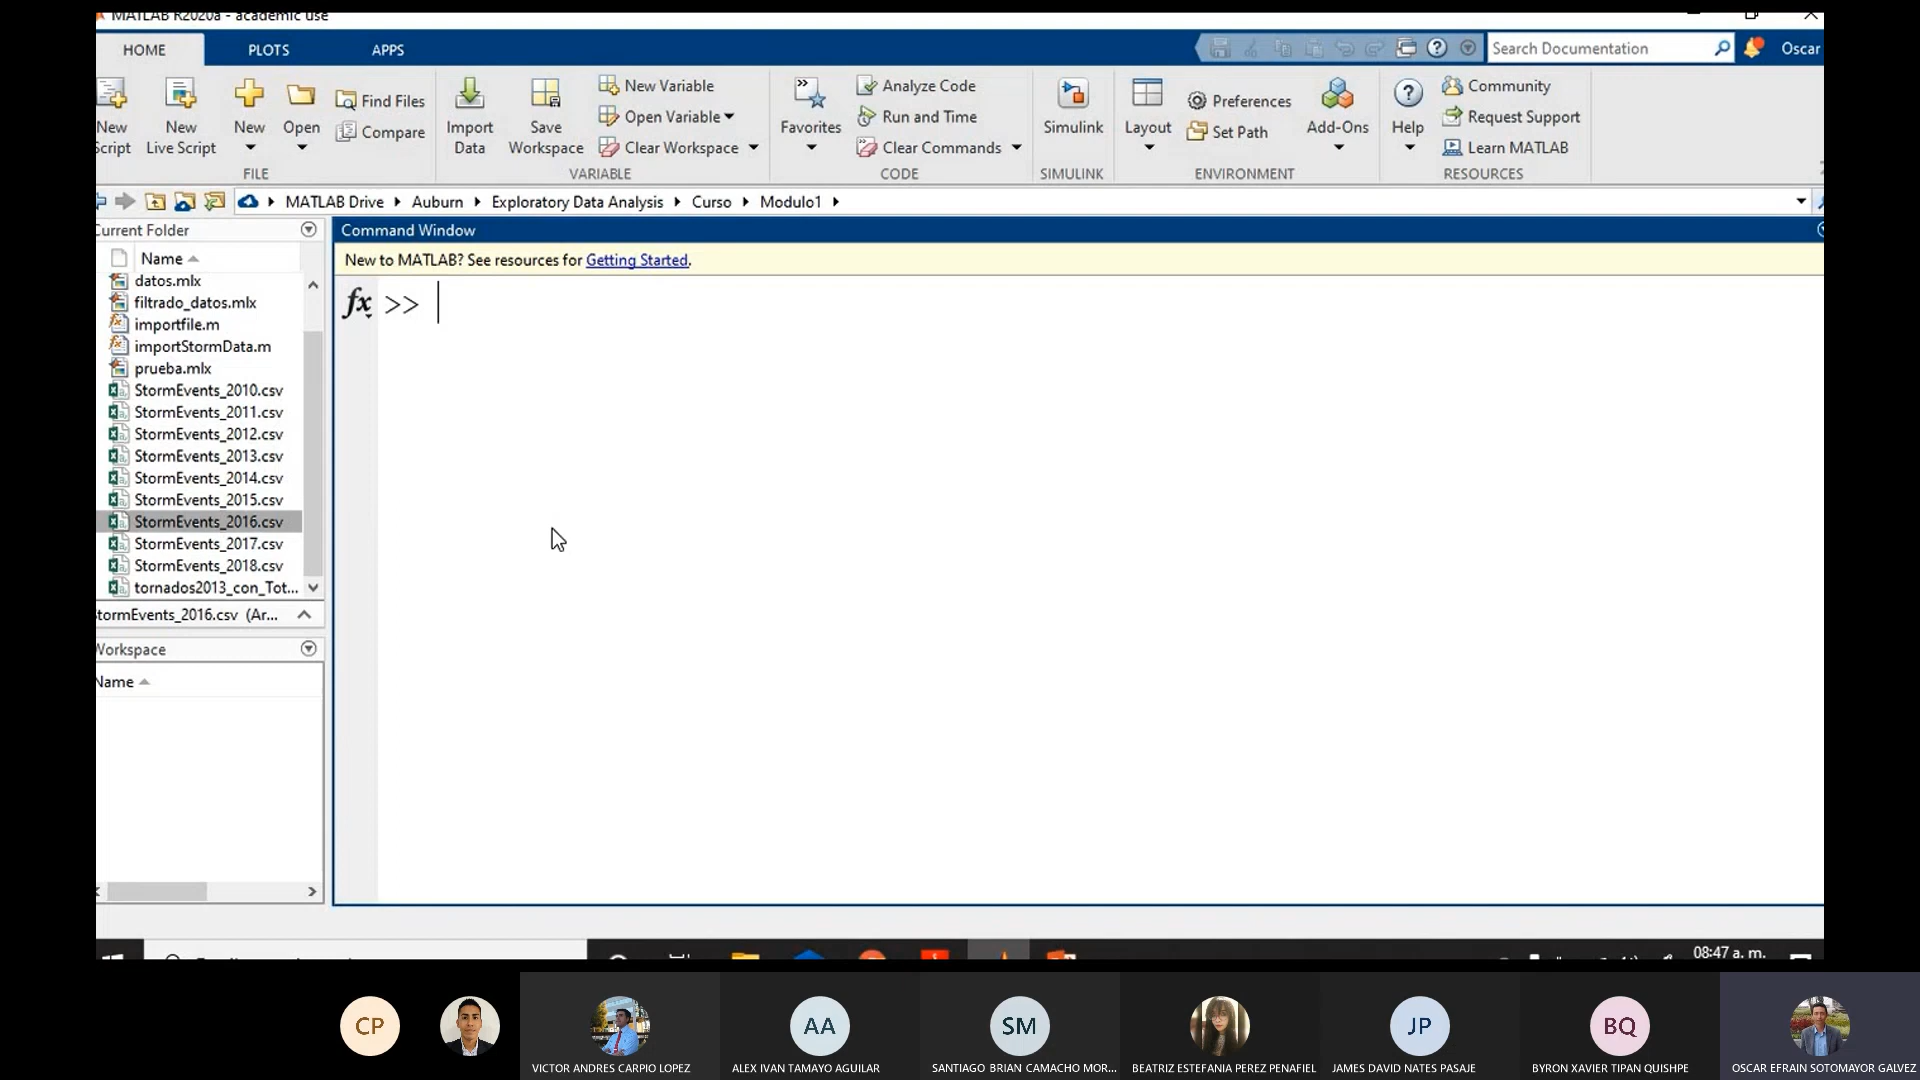 MATLAB R2020a - academic use
HOME PLOTS APPS
Search Documentation
Oscar
New Script
New Live Script
New
Open
Find Files
Compare
FILE
Import Data
Save Workspace
New Variable
Open Variable
Clear Workspace
VARIABLE
Favorites
Analyze Code
Run and Time
Clear Commands
CODE
Simulink
SIMULINK
Layout
Preferences
Set Path
Add-Ons
ENVIRONMENT
Help
Community
Request Support
Learn MATLAB
RESOURCES
MATLAB Drive Auburn Exploratory Data Analysis Curso Modulo1
Current Folder
Name
datos.mlx
filtrado_datos.mlx
importfile.m
importStormData.m
prueba.mlx
StormEvents_2010.csv
StormEvents_2011.csv
StormEvents_2012.csv
StormEvents_2013.csv
StormEvents_2014.csv
StormEvents_2015.csv
StormEvents_2016.csv
StormEvents_2017.csv
StormEvents_2018.csv
tornados2013_con_Tot...
StormEvents_2016.csv (Ar...
Workspace
Name
Command Window
New to MATLAB? See resources for Getting Started.
fx >>
08:47 a. m.
CP
AA
SM
JP
BQ
VICTOR ANDRES CARPIO LOPEZ
ALEX IVAN TAMAYO AGUILAR
SANTIAGO BRIAN CAMACHO MOR...
BEATRIZ ESTEFANIA PEREZ PENAFIEL
JAMES DAVID NATES PASAJE
BYRON XAVIER TIPAN QUISHPE
OSCAR EFRAIN SOTOMAYOR GALVEZ